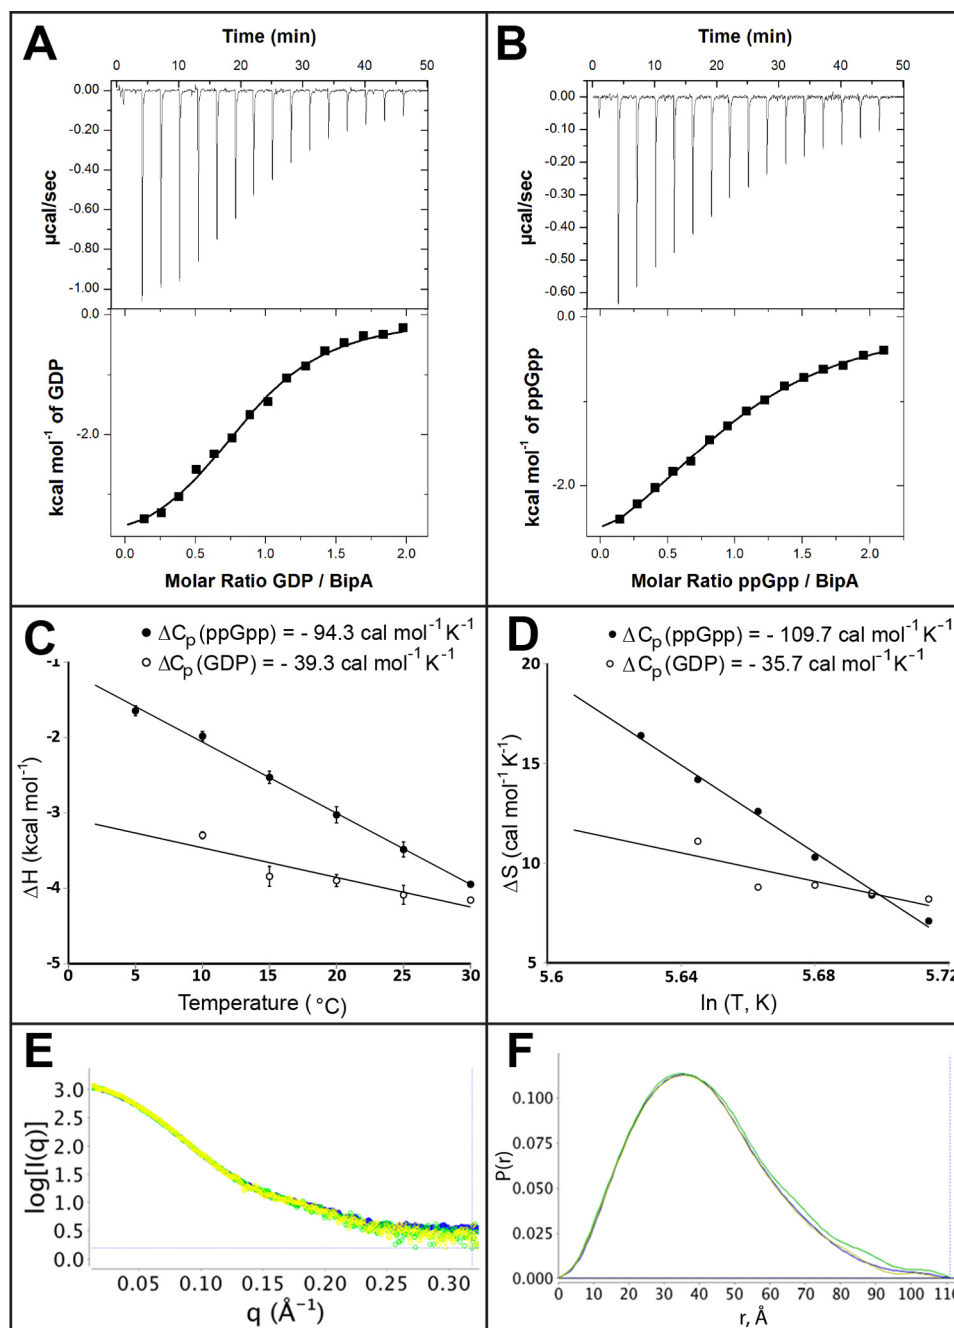 A
Time (min)
0 10 20 30 40 50
0.00
-0.20
-0.40
-0.60
-0.80
-1.00
µcal/sec
0.0
-2.0
kcal mol⁻¹ of GDP
0.0 0.5 1.0 1.5 2.0
Molar Ratio GDP / BipA
B
Time (min)
0 10 20 30 40 50
0.00
-0.10
-0.20
-0.30
-0.40
-0.50
-0.60
µcal/sec
0.0
-2.0
kcal mol⁻¹ of ppGpp
0.0 0.5 1.0 1.5 2.0
Molar Ratio ppGpp / BipA
C
● ΔCp (ppGpp) = - 94.3 cal mol⁻¹ K⁻¹
○ ΔCp (GDP) = - 39.3 cal mol⁻¹ K⁻¹
-1
-2
-3
-4
-5
ΔH (kcal mol⁻¹)
0 5 10 15 20 25 30
Temperature (°C)
D
● ΔCp (ppGpp) = - 109.7 cal mol⁻¹ K⁻¹
○ ΔCp (GDP) = - 35.7 cal mol⁻¹ K⁻¹
20
15
10
5
ΔS (cal mol⁻¹ K⁻¹)
5.6 5.64 5.68 5.72
ln (T, K)
E
3.0
2.5
2.0
1.5
1.0
0.5
0.0
log[I(q)]
0.05 0.10 0.15 0.20 0.25 0.30
q (Å⁻¹)
F
0.100
0.075
0.050
0.025
0.000
P(r)
0 10 20 30 40 50 60 70 80 90 100 110
r, Å